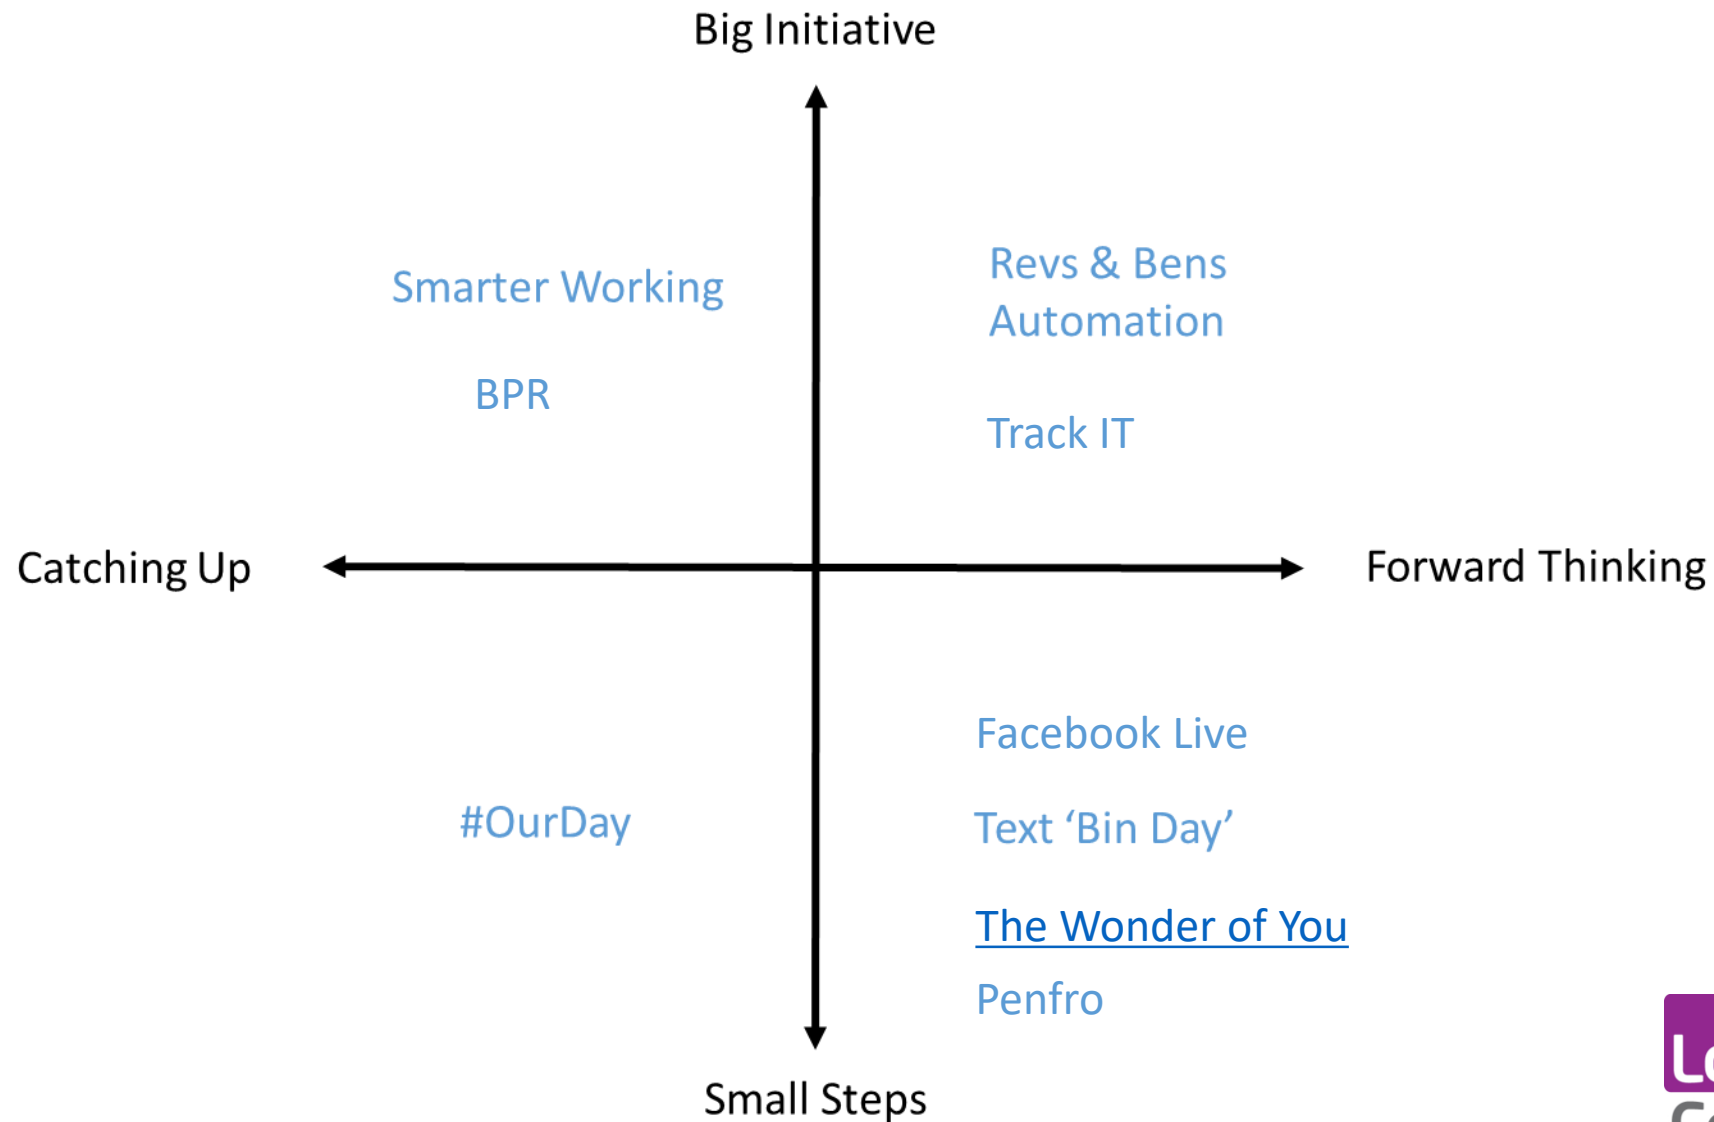 Big Initiative
Smarter Working
Revs & Bens
Automation
BPR
Track IT
Catching Up
Forward Thinking
Facebook Live
#OurDay
Text ‘Bin Day’
The Wonder of You
Penfro
Small Steps